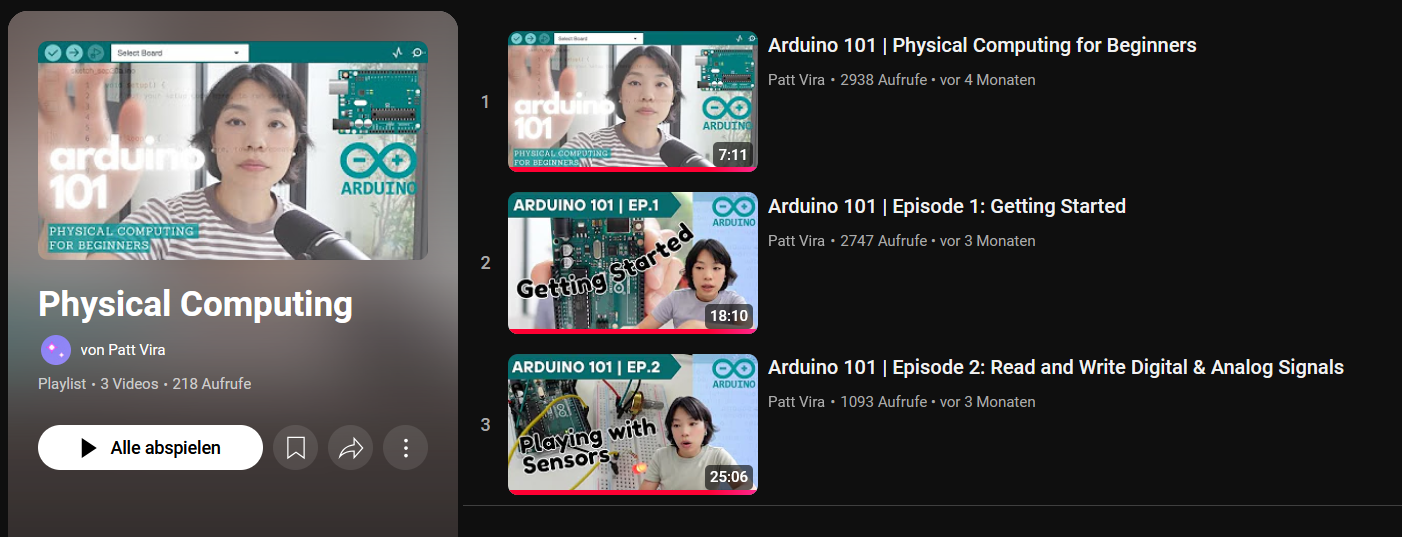 Select Board
arduino
101
ARDUINO
PHYSICAL COMPUTING
FOR BEGINNERS
Physical Computing
von Patt Vira
Playlist • 3 Videos • 218 Aufrufe
Alle abspielen
1
Select Board
arduino
101
ARDUINO
PHYSICAL COMPUTING
FOR BEGINNERS
7:11
Arduino 101 | Physical Computing for Beginners
Patt Vira • 2938 Aufrufe • vor 4 Monaten
2
ARDUINO 101 | EP.1
ARDUINO
Getting Started
18:10
Arduino 101 | Episode 1: Getting Started
Patt Vira • 2747 Aufrufe • vor 3 Monaten
3
ARDUINO 101 | EP.2
ARDUINO
Playing with
Sensors
25:06
Arduino 101 | Episode 2: Read and Write Digital & Analog Signals
Patt Vira • 1093 Aufrufe • vor 3 Monaten